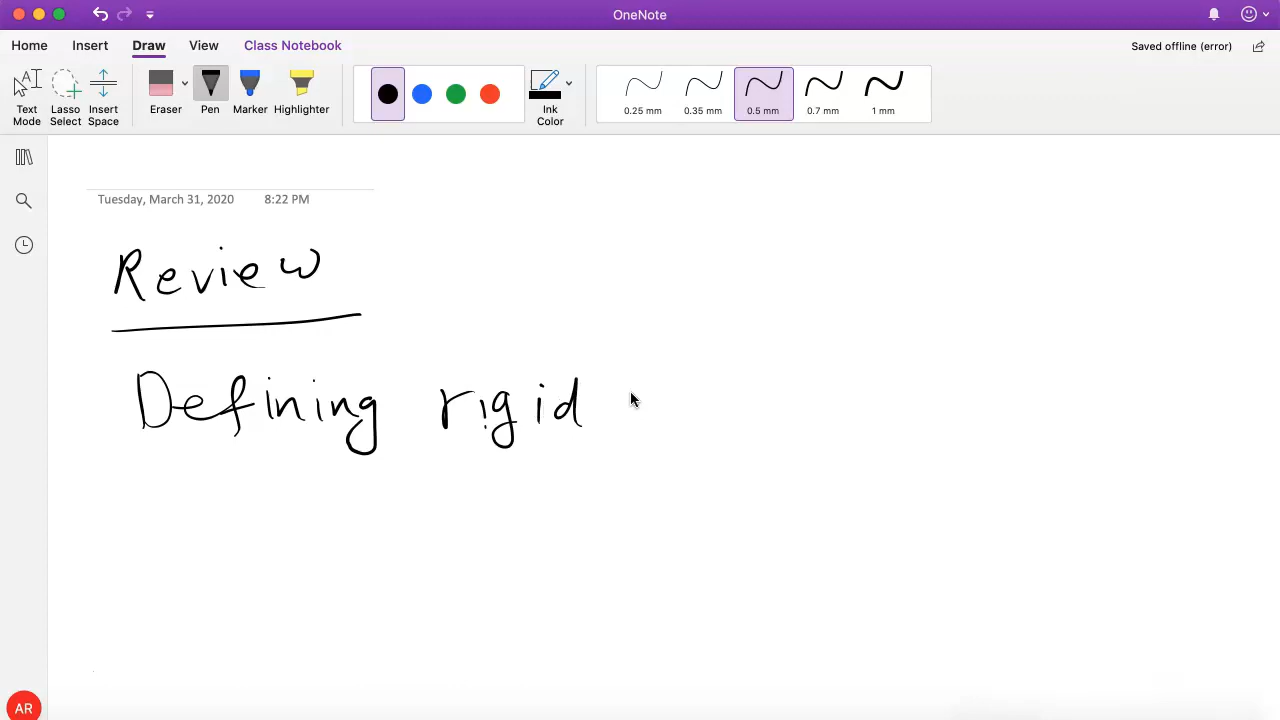 OneNote
Home Insert Draw View Class Notebook
Saved offline (error)
Text Mode
Lasso Select
Insert Space
Eraser
Pen
Marker
Highlighter
Ink Color
0.25 mm
0.35 mm
0.5 mm
0.7 mm
1 mm
Tuesday, March 31, 2020 8:22 PM
Review
Defining rigid
AR